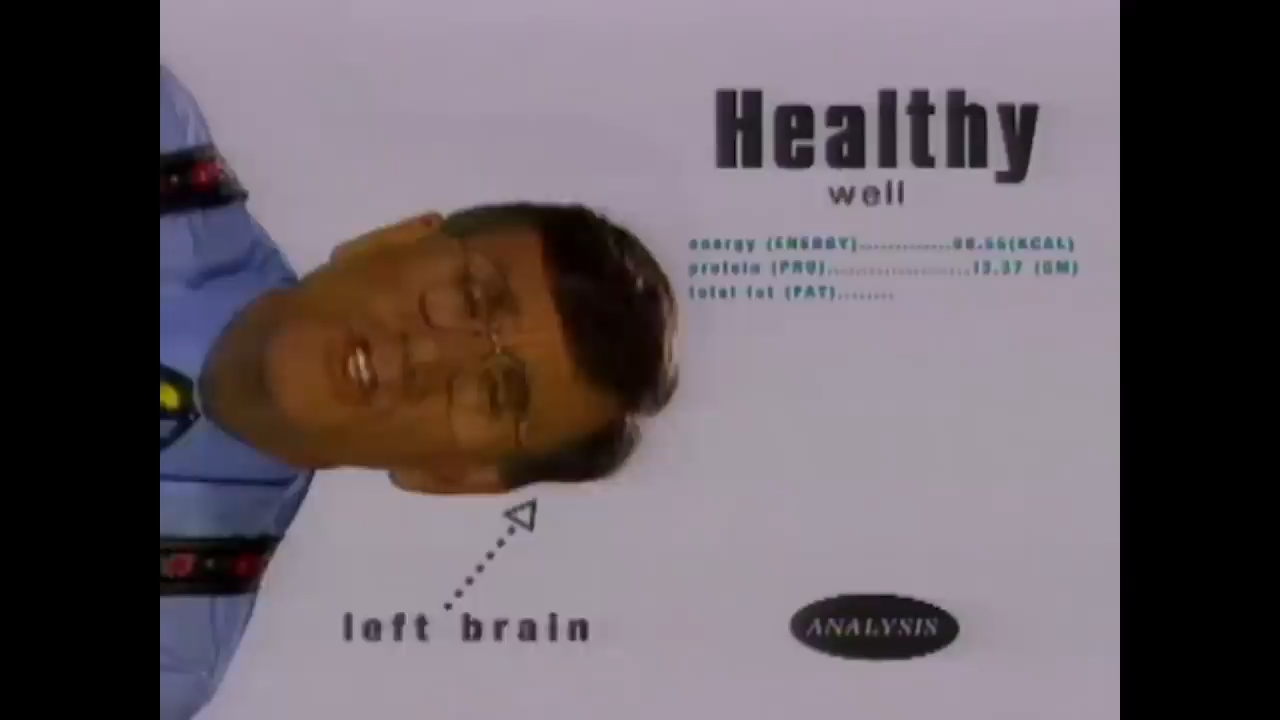 Healthy
well
energy (ENERGY)
protein (PRO)
total fat (FAT)........
left brain
ANALYSIS